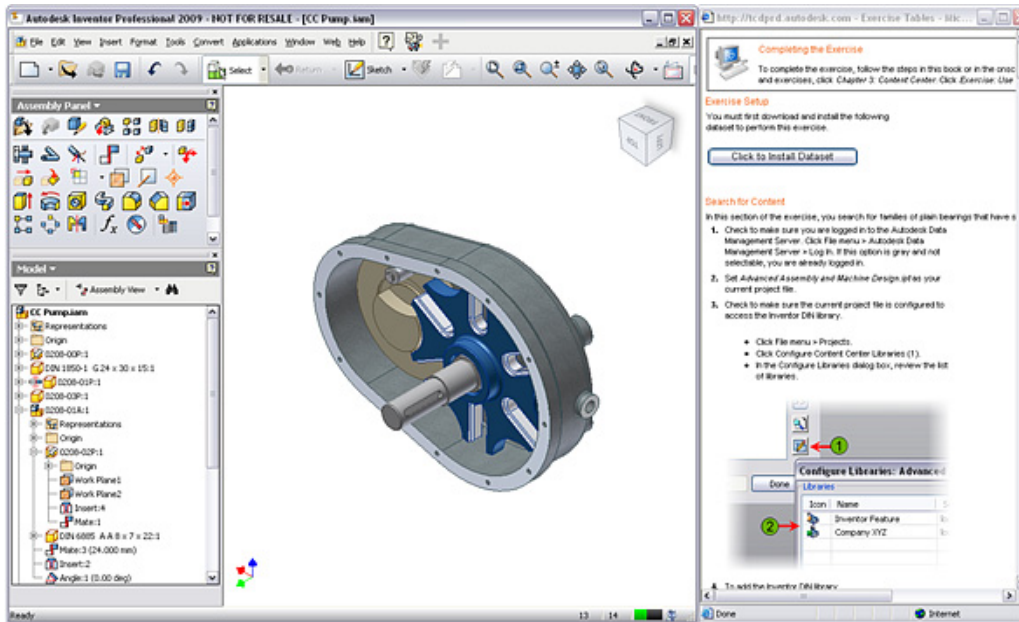 Autodesk Inventor Professional 2009 - NOT FOR RESALE - [CC Pump.iam]
File Edit View Insert Format Tools Convert Applications Window Web Help
Select Return Sketch
Assembly Panel
Model
Assembly View
CC Pump.iam
Representations
Origin
0208-00P:1
DIN 1850-1 G 24 x 30 x 15:1
0208-01P:1
0208-03P:1
0208-01A:1
Representations
Origin
0208-02P:1
Origin
Work Plane1
Work Plane2
Insert:4
Mate:1
DIN 6885 A A 8 x 7 x 22:1
Mate:3 (24.000 mm)
Insert:2
Angle:1 (0.00 deg)
Ready
13 14
http://tcdprd.autodesk.com - Exercise Tables -
Completing the Exercise
To complete the exercise, follow the steps in this book or in the onsc
and exercises, click Chapter 3: Content Center. Click Exercise: Use
Exercise Setup
You must first download and install the following
dataset to perform this exercise.
Click to Install Dataset
Search for Content
In this section of the exercise, you search for families of plain bearings that have s
1. Check to make sure you are logged in to the Autodesk Data
Management Server. Click File menu > Autodesk Data
Management Server > Log In. If this option is gray and not
selectable, you are already logged in.
2. Set Advanced Assembly and Machine Design.ipj as your
current project file.
3. Check to make sure the current project file is configured to
access the Inventor DIN library.
Click File menu > Projects.
Click Configure Content Center Libraries (1).
In the Configure Libraries dialog box, review the list
of libraries.
1
Configure Libraries: Advanced
Done
Libraries
Icon Name
2
Inventor Feature
Company XYZ
4. To add the Inventor DIN library
Done Internet